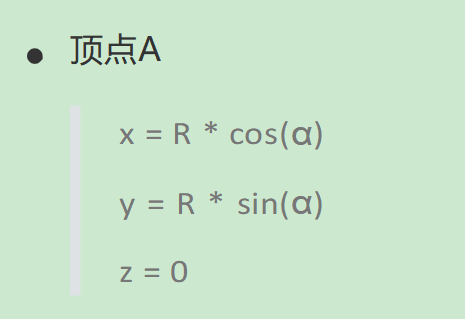 ● 顶点A
x = R * cos(α)
y = R * sin(α)
z = 0